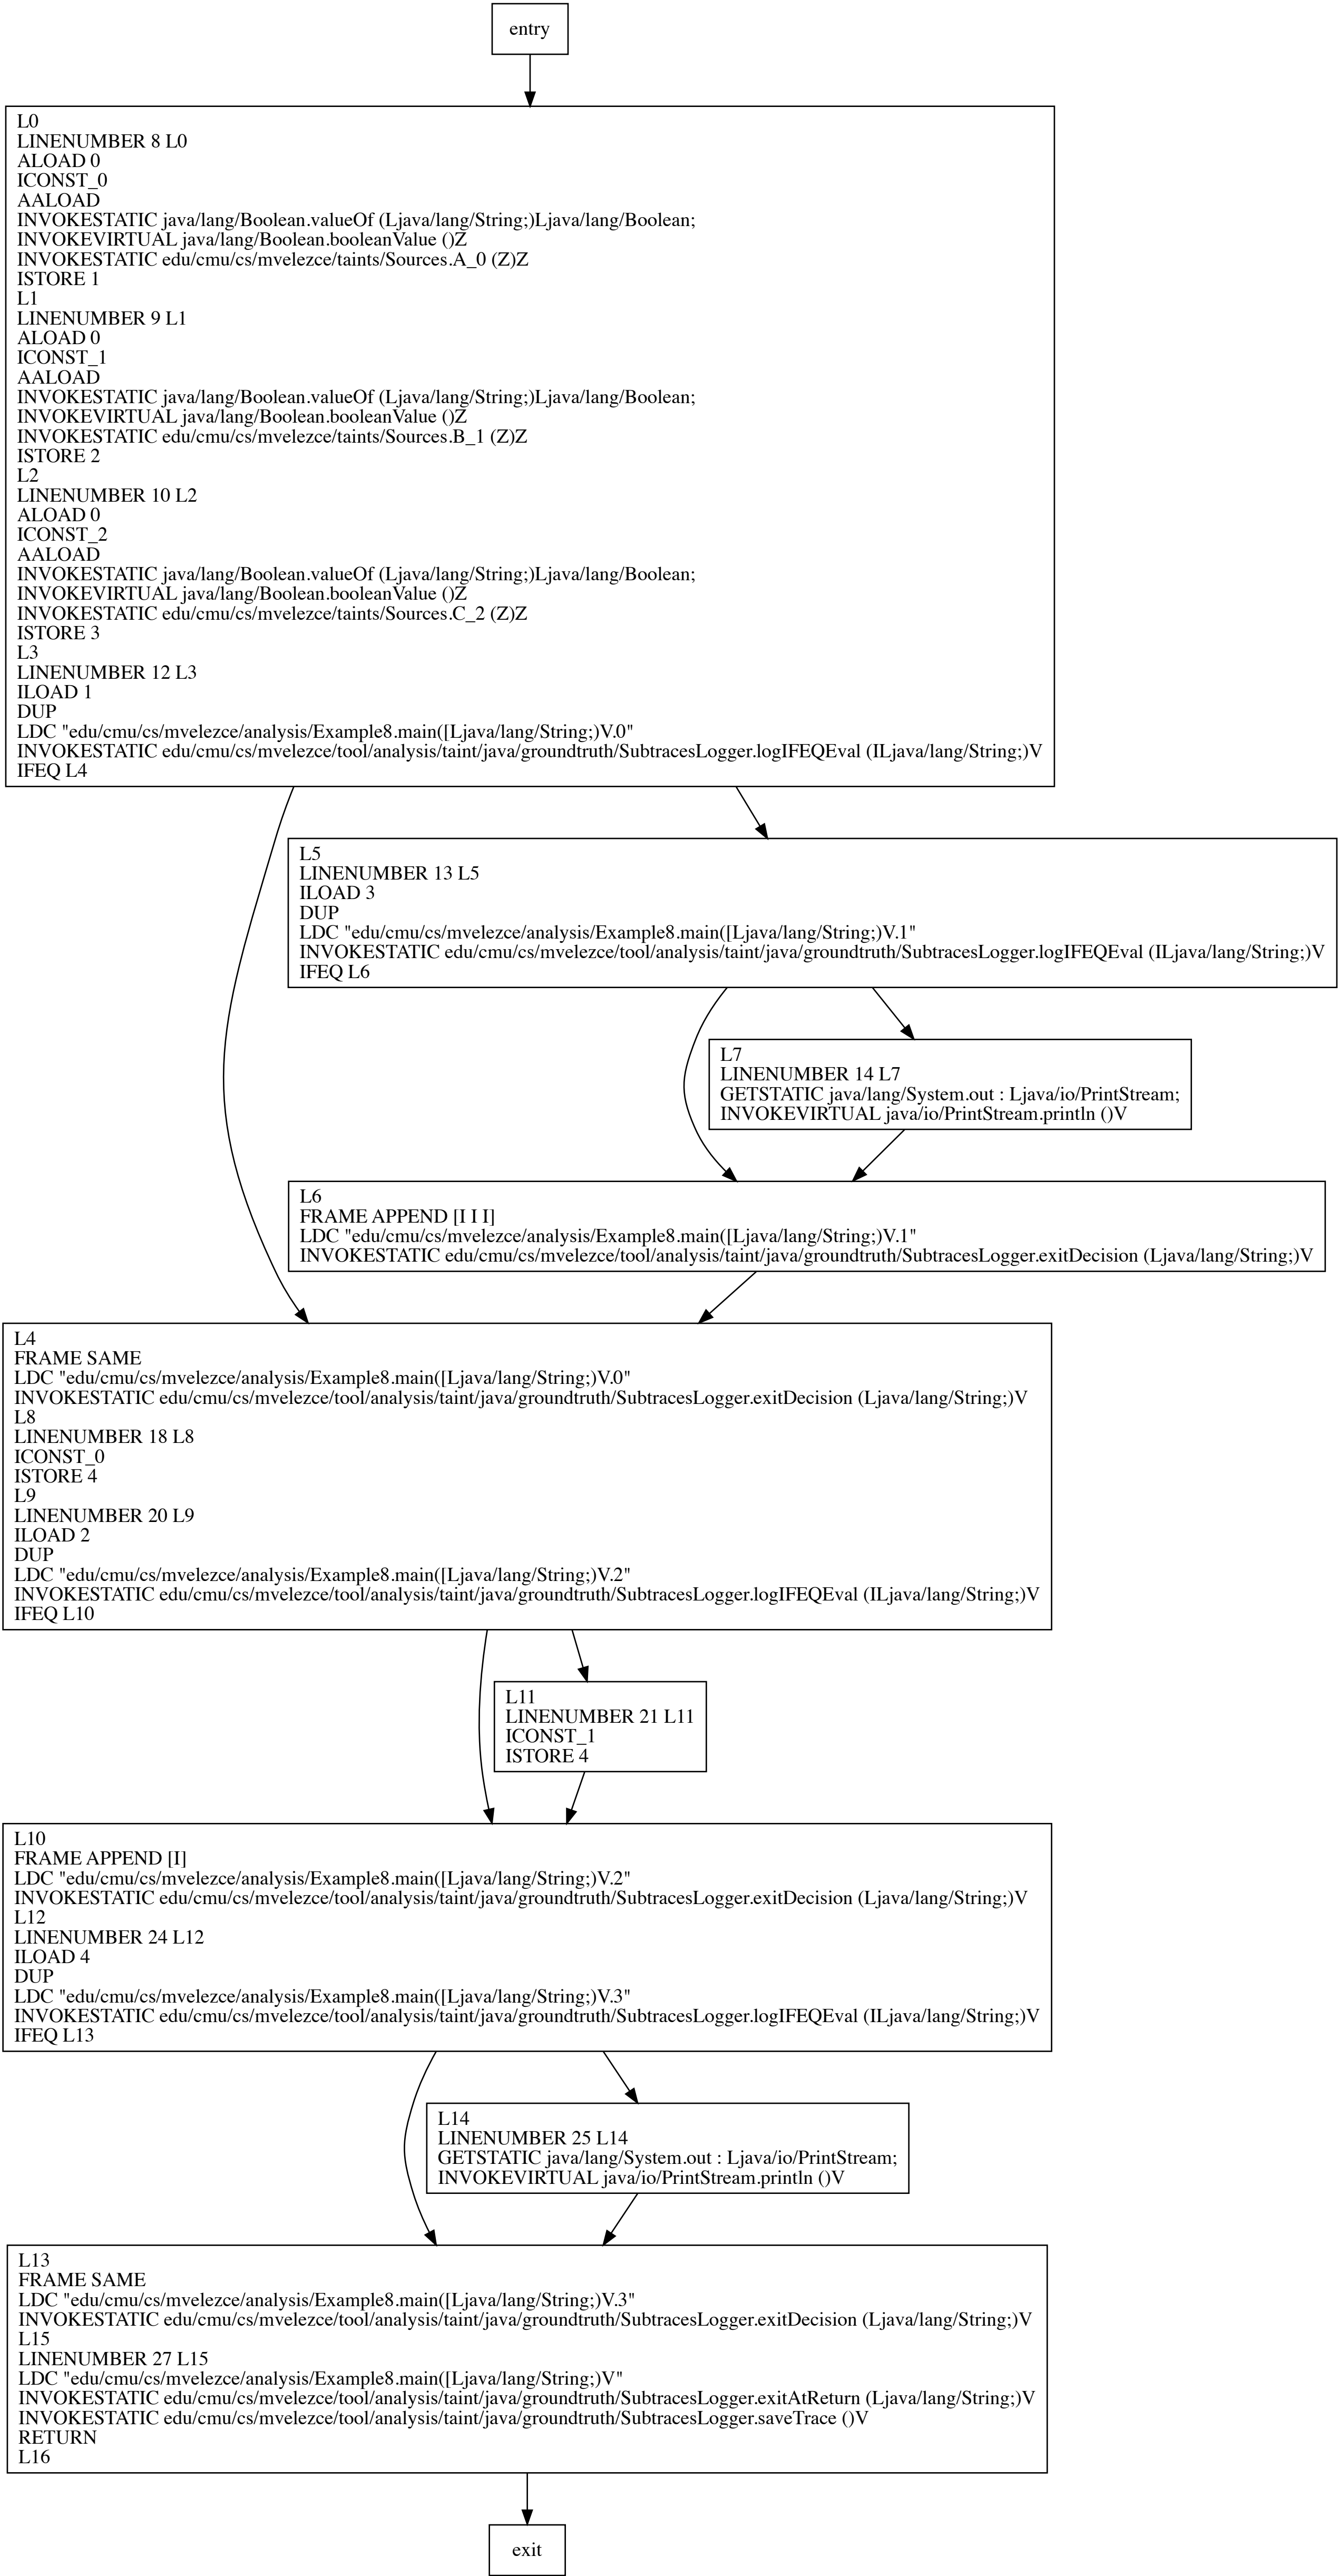 entry
L0
LINENUMBER 8 L0
ALOAD 0
ICONST_0
AALOAD
INVOKESTATIC java/lang/Boolean.valueOf (Ljava/lang/String;)Ljava/lang/Boolean;
INVOKEVIRTUAL java/lang/Boolean.booleanValue ()Z
INVOKESTATIC edu/cmu/cs/mvelezce/taints/Sources.A_0 (Z)Z
ISTORE 1
L1
LINENUMBER 9 L1
ALOAD 0
ICONST_1
AALOAD
INVOKESTATIC java/lang/Boolean.valueOf (Ljava/lang/String;)Ljava/lang/Boolean;
INVOKEVIRTUAL java/lang/Boolean.booleanValue ()Z
INVOKESTATIC edu/cmu/cs/mvelezce/taints/Sources.B_1 (Z)Z
ISTORE 2
L2
LINENUMBER 10 L2
ALOAD 0
ICONST_2
AALOAD
INVOKESTATIC java/lang/Boolean.valueOf (Ljava/lang/String;)Ljava/lang/Boolean;
INVOKEVIRTUAL java/lang/Boolean.booleanValue ()Z
INVOKESTATIC edu/cmu/cs/mvelezce/taints/Sources.C_2 (Z)Z
ISTORE 3
L3
LINENUMBER 12 L3
ILOAD 1
DUP
LDC "edu/cmu/cs/mvelezce/analysis/Example8.main([Ljava/lang/String;)V.0"
INVOKESTATIC edu/cmu/cs/mvelezce/tool/analysis/taint/java/groundtruth/SubtracesLogger.logIFEQEval (ILjava/lang/String;)V
IFEQ L4
L5
LINENUMBER 13 L5
ILOAD 3
DUP
LDC "edu/cmu/cs/mvelezce/analysis/Example8.main([Ljava/lang/String;)V.1"
INVOKESTATIC edu/cmu/cs/mvelezce/tool/analysis/taint/java/groundtruth/SubtracesLogger.logIFEQEval (ILjava/lang/String;)V
IFEQ L6
L7
LINENUMBER 14 L7
GETSTATIC java/lang/System.out : Ljava/io/PrintStream;
INVOKEVIRTUAL java/io/PrintStream.println ()V
L6
FRAME APPEND [I I I]
LDC "edu/cmu/cs/mvelezce/analysis/Example8.main([Ljava/lang/String;)V.1"
INVOKESTATIC edu/cmu/cs/mvelezce/tool/analysis/taint/java/groundtruth/SubtracesLogger.exitDecision (Ljava/lang/String;)V
L4
FRAME SAME
LDC "edu/cmu/cs/mvelezce/analysis/Example8.main([Ljava/lang/String;)V.0"
INVOKESTATIC edu/cmu/cs/mvelezce/tool/analysis/taint/java/groundtruth/SubtracesLogger.exitDecision (Ljava/lang/String;)V
L8
LINENUMBER 18 L8
ICONST_0
ISTORE 4
L9
LINENUMBER 20 L9
ILOAD 2
DUP
LDC "edu/cmu/cs/mvelezce/analysis/Example8.main([Ljava/lang/String;)V.2"
INVOKESTATIC edu/cmu/cs/mvelezce/tool/analysis/taint/java/groundtruth/SubtracesLogger.logIFEQEval (ILjava/lang/String;)V
IFEQ L10
L11
LINENUMBER 21 L11
ICONST_1
ISTORE 4
L10
FRAME APPEND [I]
LDC "edu/cmu/cs/mvelezce/analysis/Example8.main([Ljava/lang/String;)V.2"
INVOKESTATIC edu/cmu/cs/mvelezce/tool/analysis/taint/java/groundtruth/SubtracesLogger.exitDecision (Ljava/lang/String;)V
L12
LINENUMBER 24 L12
ILOAD 4
DUP
LDC "edu/cmu/cs/mvelezce/analysis/Example8.main([Ljava/lang/String;)V.3"
INVOKESTATIC edu/cmu/cs/mvelezce/tool/analysis/taint/java/groundtruth/SubtracesLogger.logIFEQEval (ILjava/lang/String;)V
IFEQ L13
L14
LINENUMBER 25 L14
GETSTATIC java/lang/System.out : Ljava/io/PrintStream;
INVOKEVIRTUAL java/io/PrintStream.println ()V
L13
FRAME SAME
LDC "edu/cmu/cs/mvelezce/analysis/Example8.main([Ljava/lang/String;)V.3"
INVOKESTATIC edu/cmu/cs/mvelezce/tool/analysis/taint/java/groundtruth/SubtracesLogger.exitDecision (Ljava/lang/String;)V
L15
LINENUMBER 27 L15
LDC "edu/cmu/cs/mvelezce/analysis/Example8.main([Ljava/lang/String;)V"
INVOKESTATIC edu/cmu/cs/mvelezce/tool/analysis/taint/java/groundtruth/SubtracesLogger.exitAtReturn (Ljava/lang/String;)V
INVOKESTATIC edu/cmu/cs/mvelezce/tool/analysis/taint/java/groundtruth/SubtracesLogger.saveTrace ()V
RETURN
L16
exit